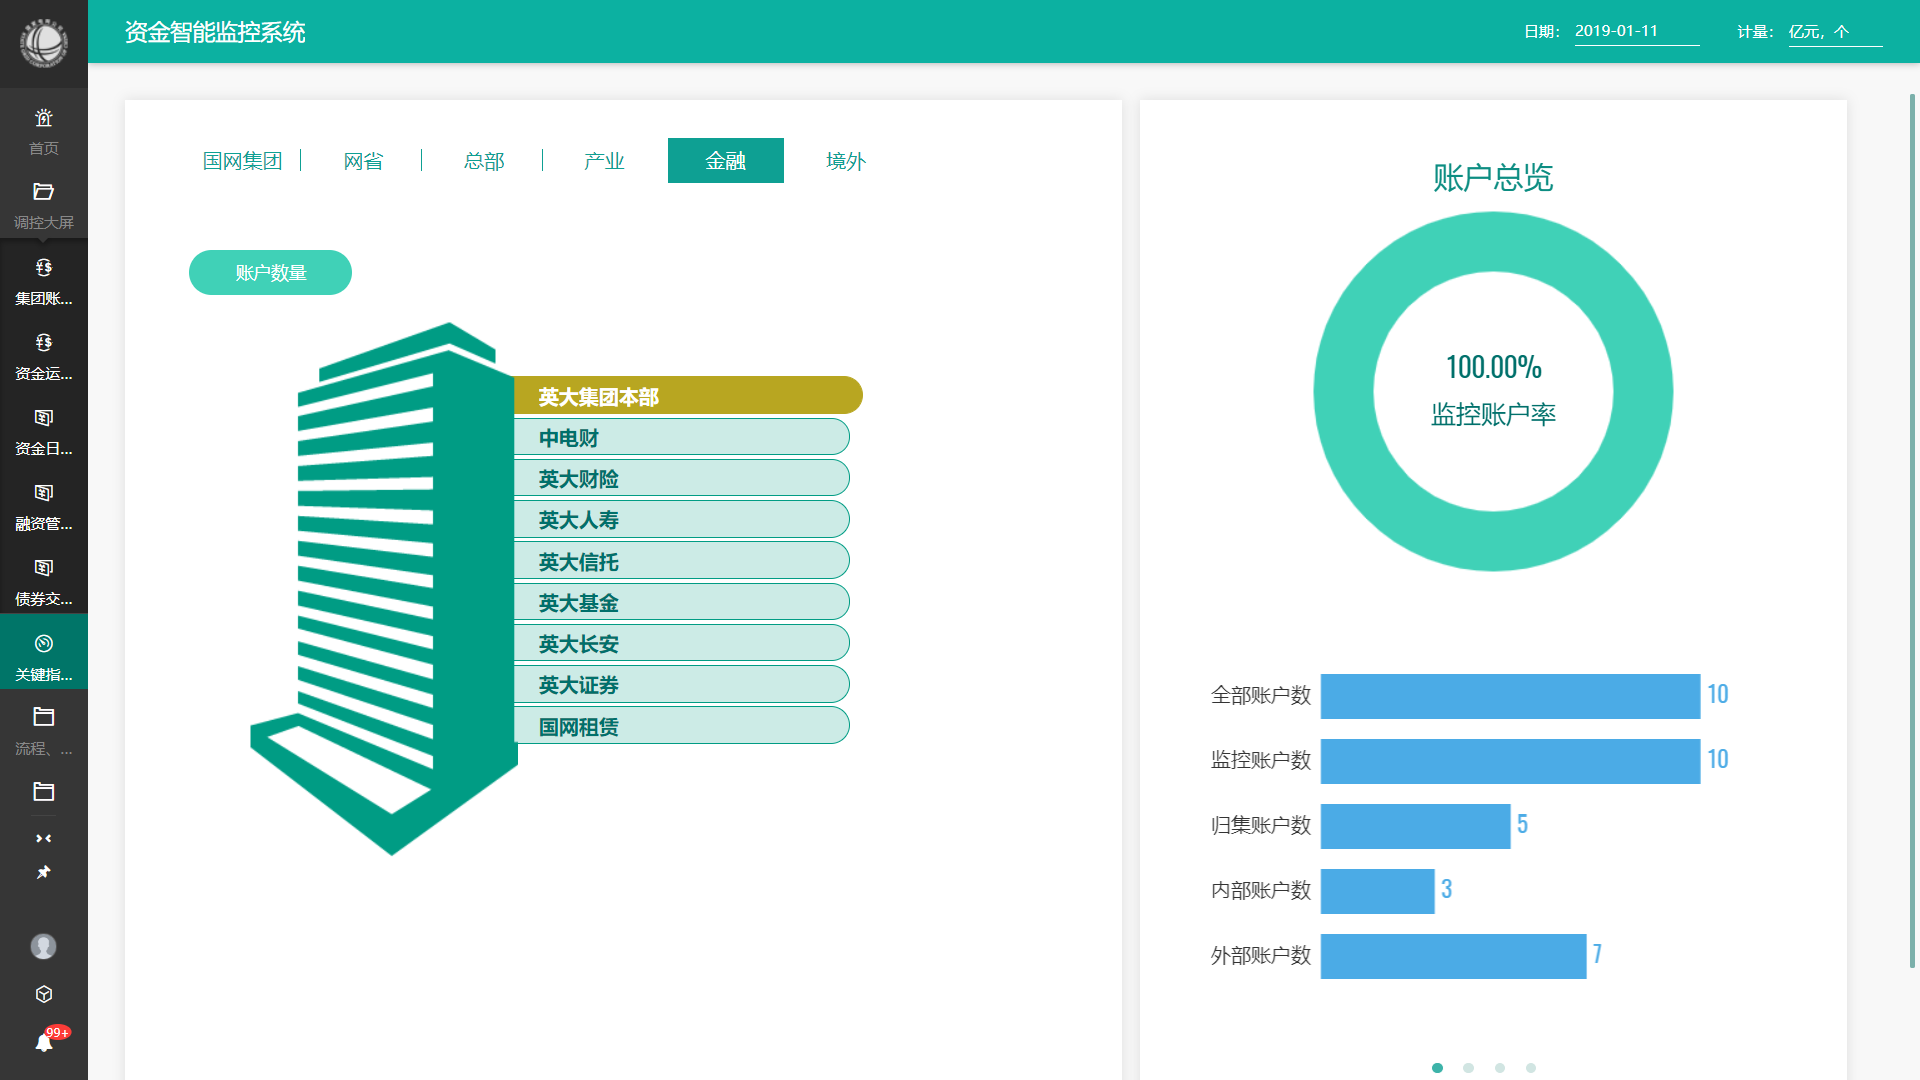 资金智能监控系统
日期： 2019-01-11 计量： 亿元，个
首页
调控大屏
集团账...
资金运...
资金日...
融资管...
债券交...
关键指...
流程、...
99+
国网集团 网省 总部 产业 金融 境外
账户数量
英大集团本部
中电财
英大财险
英大人寿
英大信托
英大基金
英大长安
英大证券
国网租赁
账户总览
100.00%
监控账户率
全部账户数 10
监控账户数 10
归集账户数 5
内部账户数 3
外部账户数 7